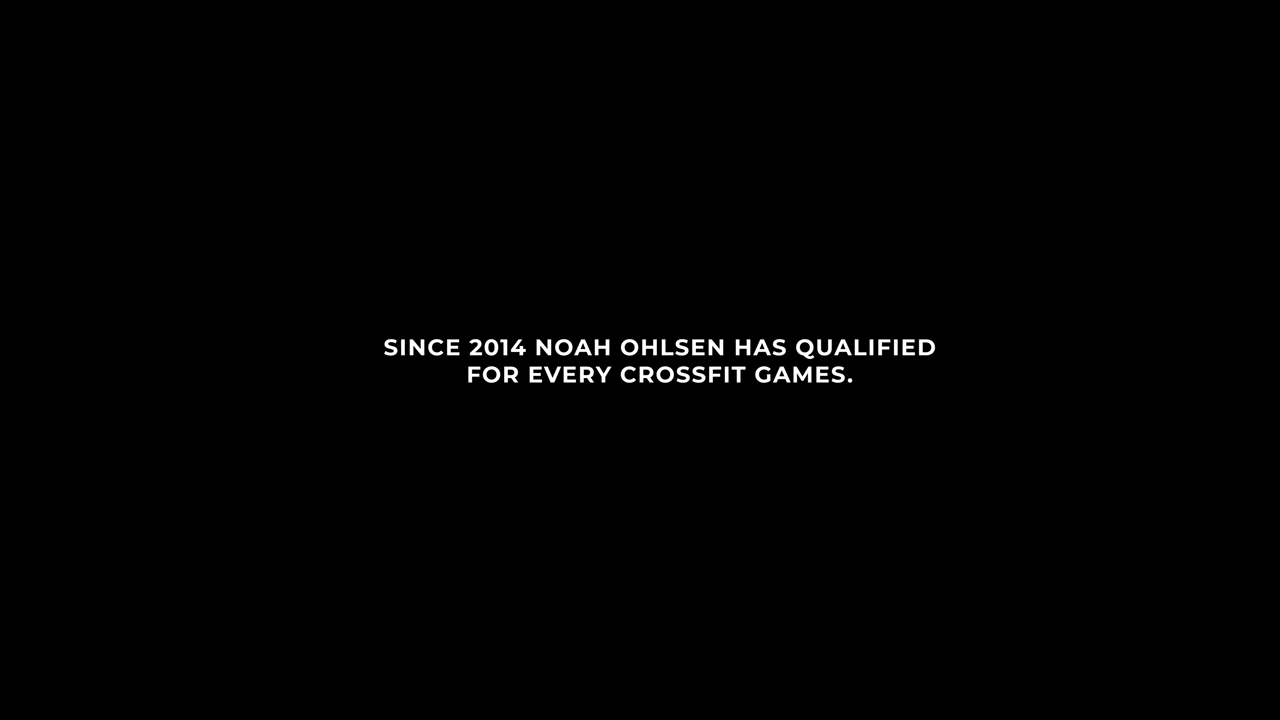 SINCE 2014 NOAH OHLSEN HAS QUALIFIED
FOR EVERY CROSSFIT GAMES.